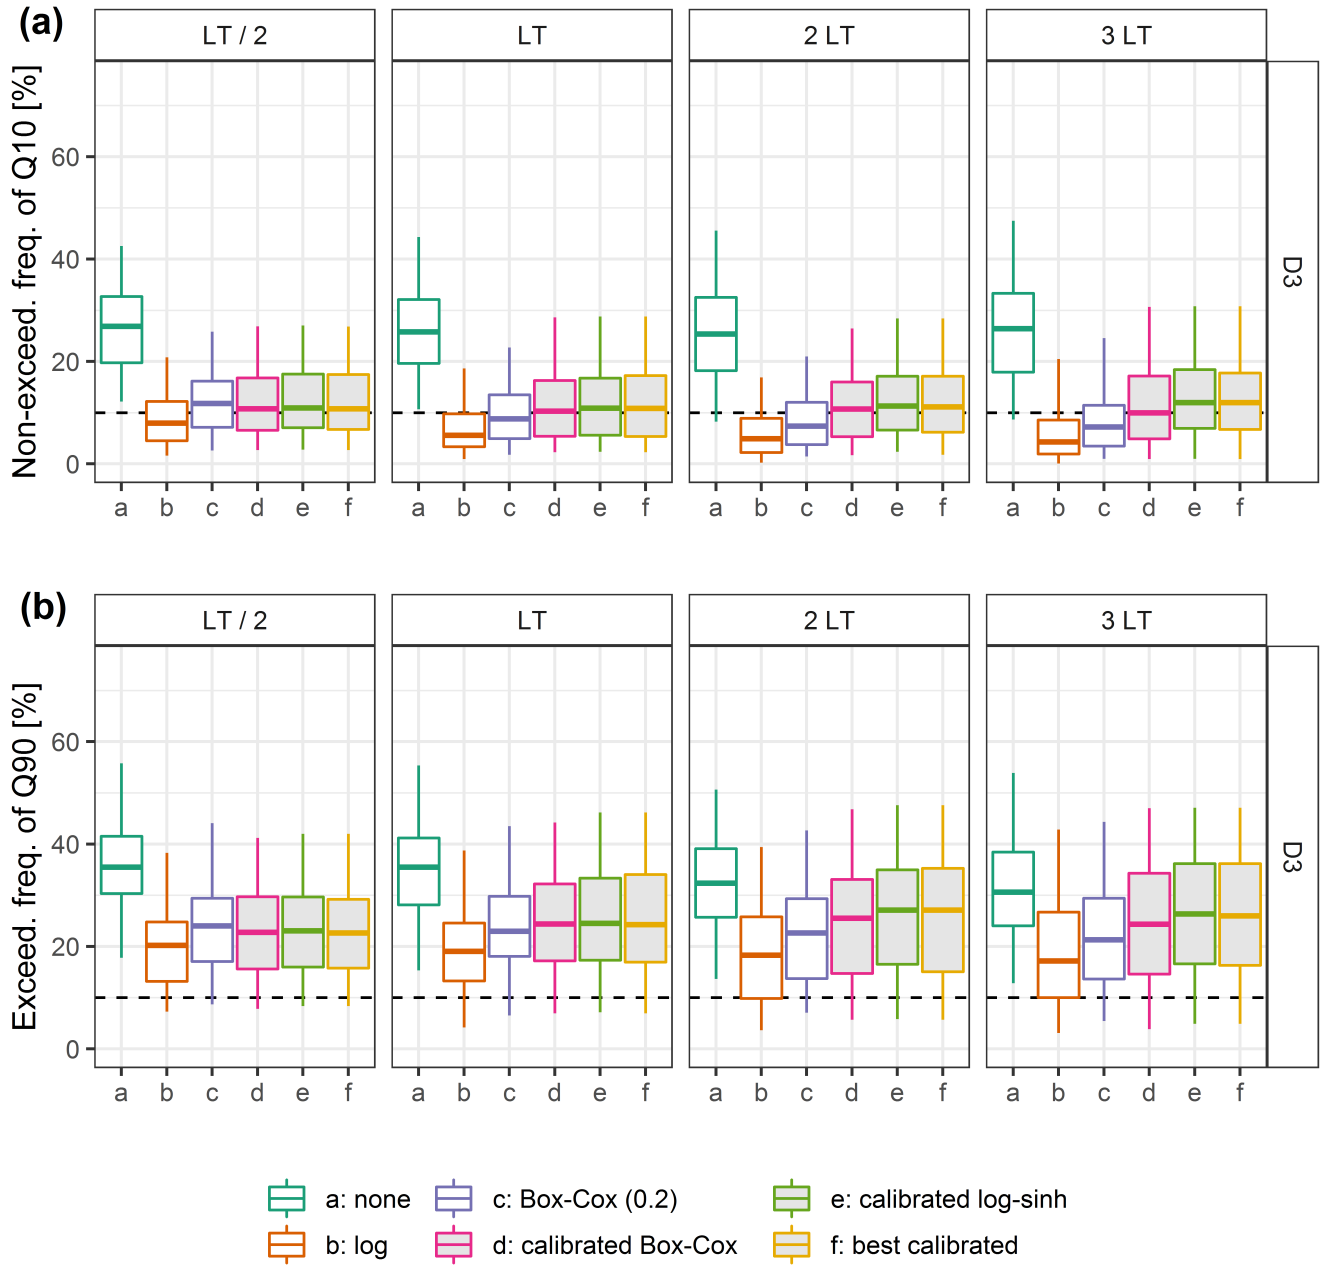 (a)
LT / 2 LT 2 LT 3 LT
Non-exceed. freq. of Q10 [%]
60
40
20
0
D3
a b c d e f a b c d e f a b c d e f a b c d e f
(b)
LT / 2 LT 2 LT 3 LT
Exceed. freq. of Q90 [%]
60
40
20
0
D3
a b c d e f a b c d e f a b c d e f a b c d e f
a: none c: Box-Cox (0.2) e: calibrated log-sinh
b: log d: calibrated Box-Cox f: best calibrated